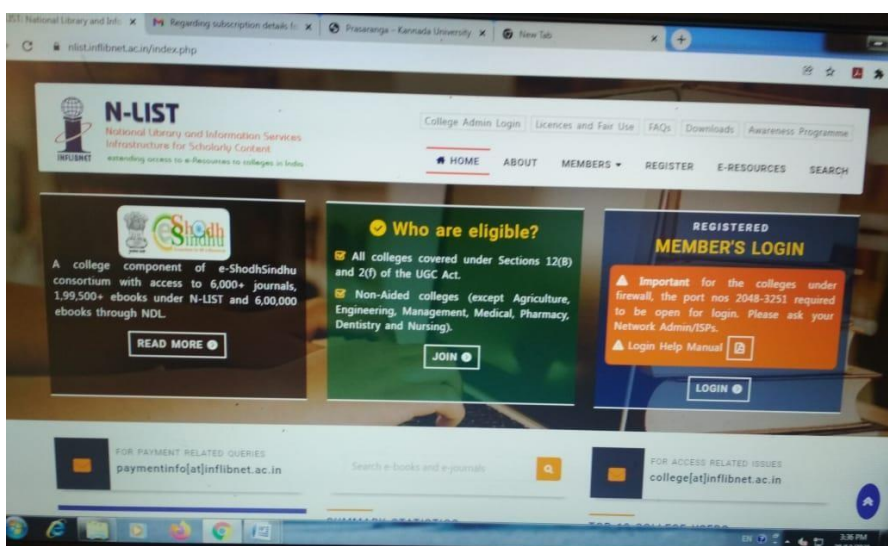 Regarding subscription details f
Prasaranga - Kannada University
New Tab
nlist.inflibnet.ac.in/index.php
N-LIST
National Library and Information Services
Infrastructure for Scholarly Content
extending access to e-Resources to colleges in India
INFLIBNET
College Admin Login
Licences and Fair Use
FAQs
Downloads
Awareness Programme
HOME
ABOUT
MEMBERS
REGISTER
E-RESOURCES
SEARCH
e-Shodh
Sindhu
A college component of e-ShodhSindhu
consortium with access to 6,000+ journals,
1,99,500+ ebooks under N-LIST and 6,00,000
ebooks through NDL.
READ MORE
Who are eligible?
All colleges covered under Sections 12(B)
and 2(f) of the UGC Act.
Non-Aided colleges (except Agriculture,
Engineering, Management, Medical, Pharmacy,
Dentistry and Nursing).
JOIN
REGISTERED
MEMBER'S LOGIN
Important for the colleges under
firewall, the port nos 2048-3251 required
to be open for login. Please ask your
Network Admin/ISPs.
Login Help Manual
LOGIN
FOR PAYMENT RELATED QUERIES
paymentinfo[at]inflibnet.ac.in
Search e-books and e-journals
FOR ACCESS RELATED ISSUES
college[at]inflibnet.ac.in
EN
3:36 PM